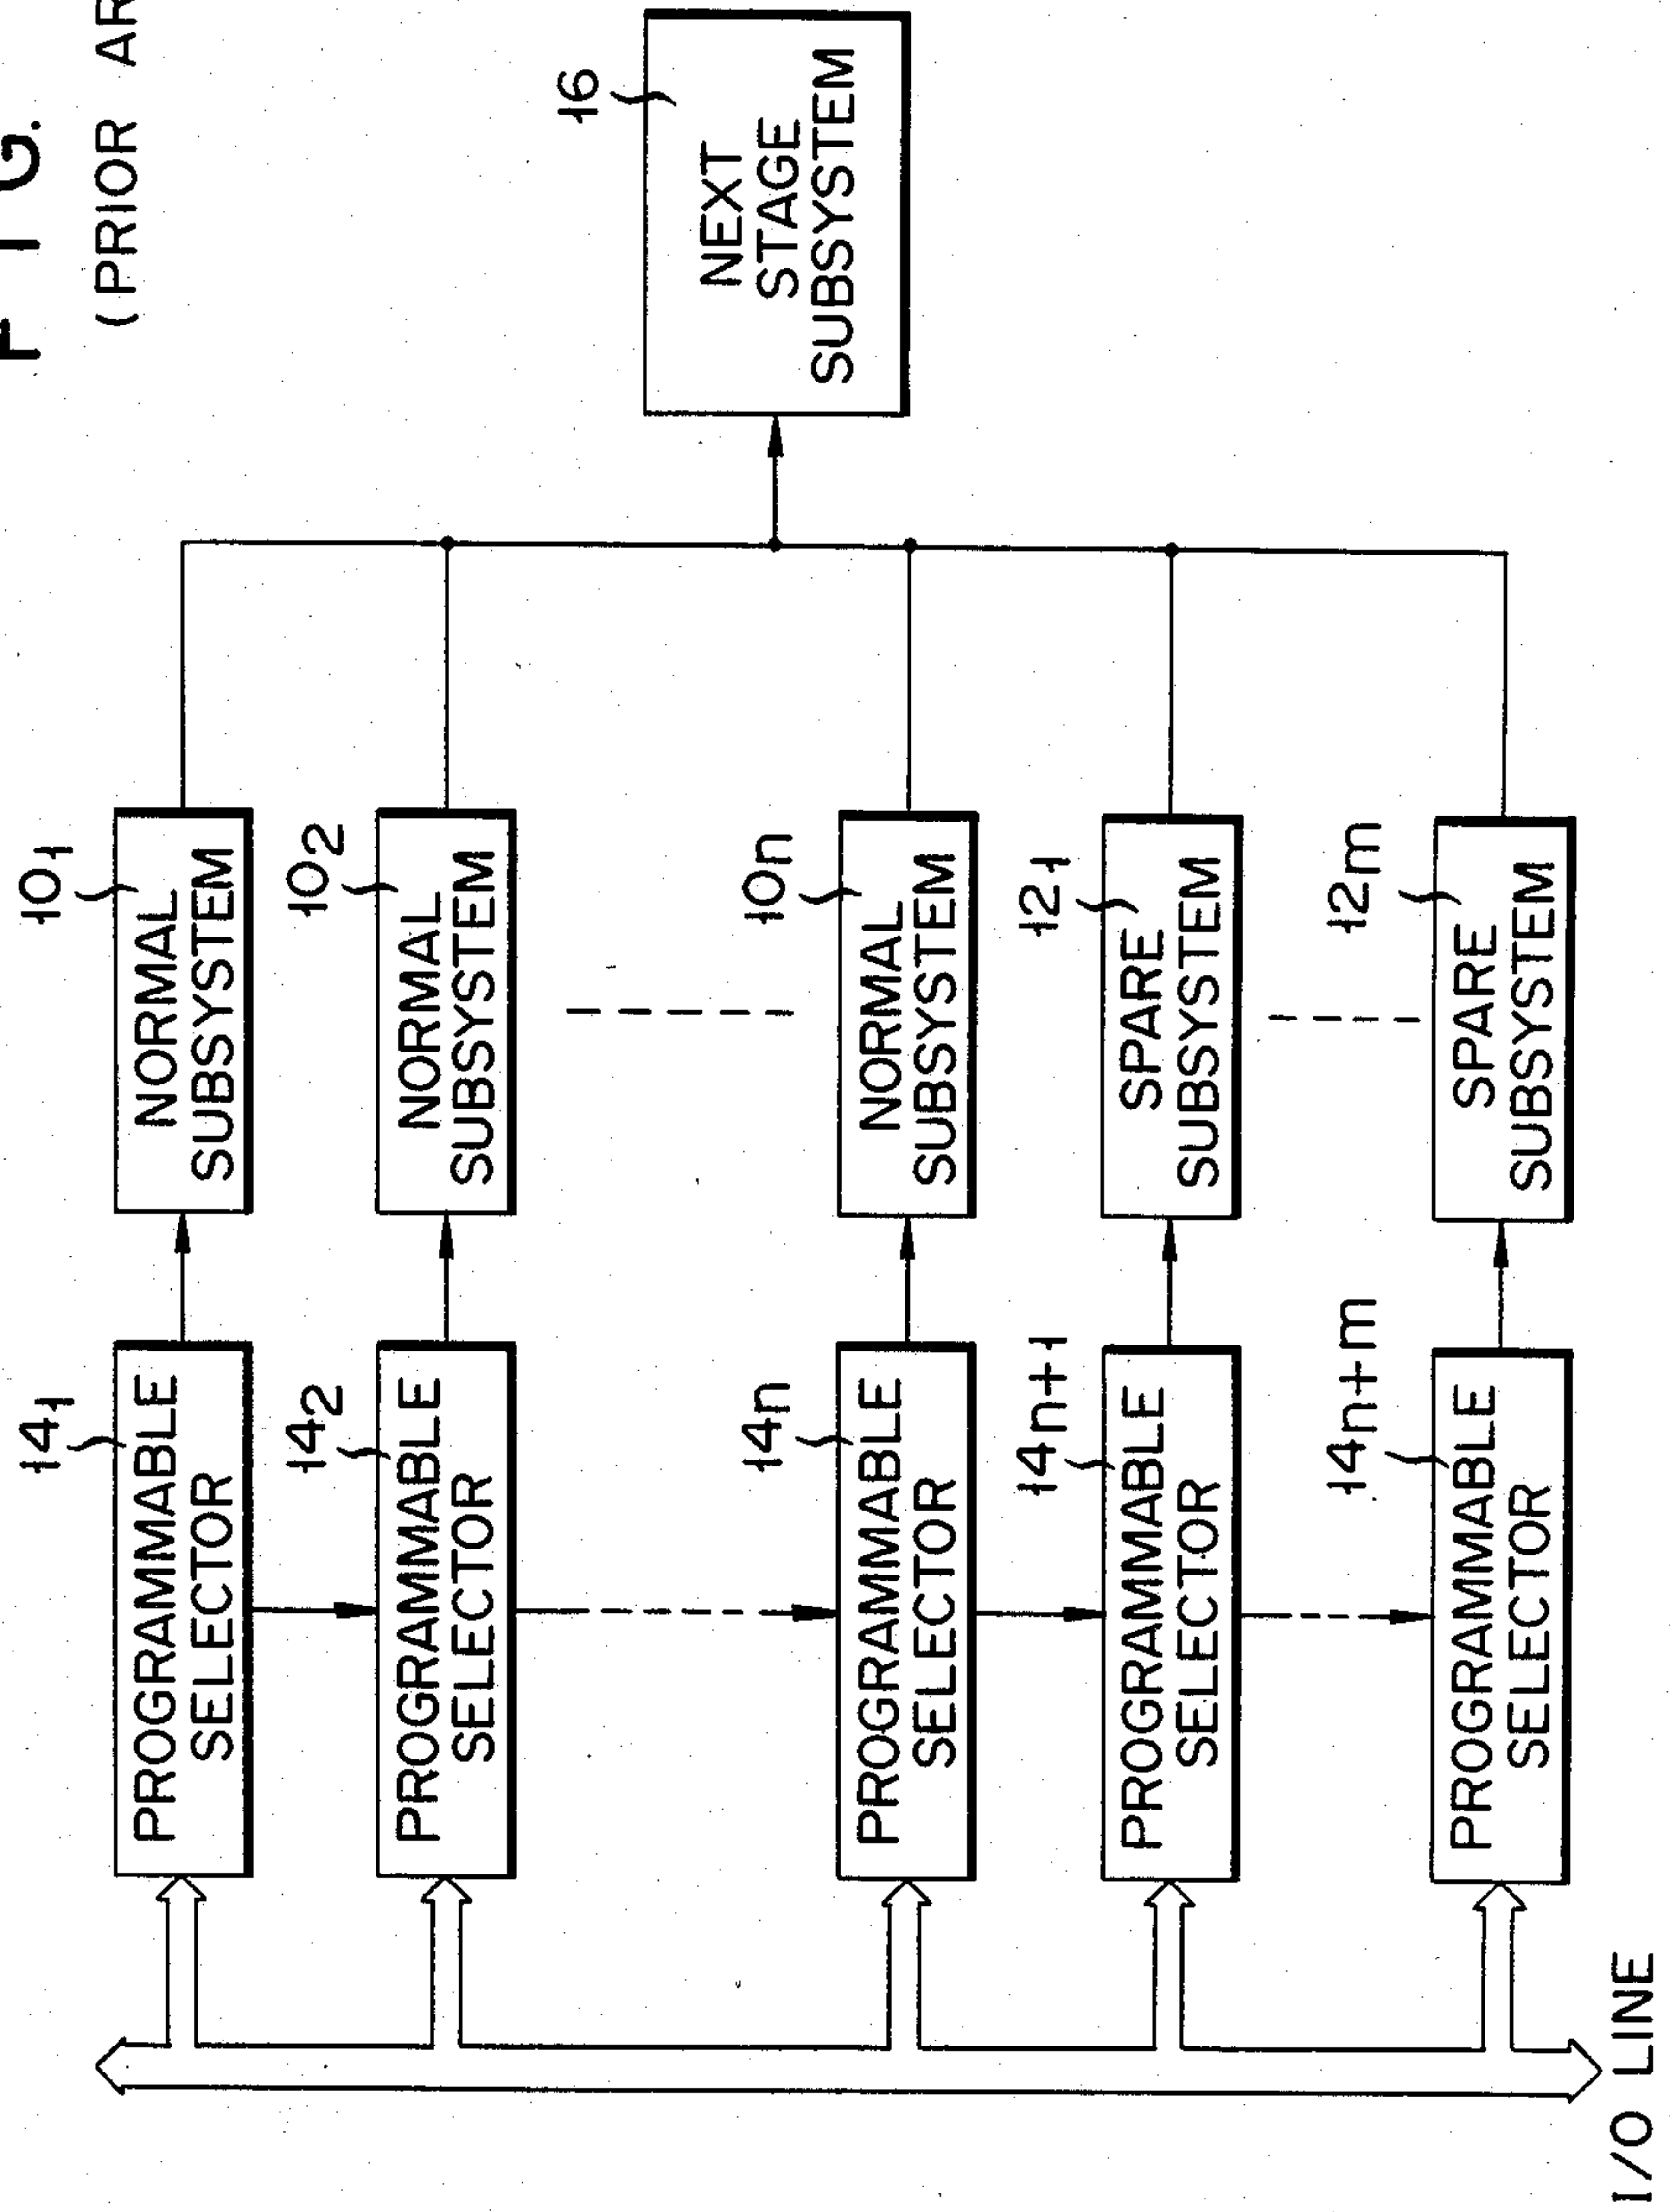 FIG.
(PRIOR AR
14₁
PROGRAMMABLE
SELECTOR
10₁
NORMAL
SUBSYSTEM
14₂
PROGRAMMABLE
SELECTOR
10₂
NORMAL
SUBSYSTEM
16
NEXT
STAGE
SUBSYSTEM
14n
PROGRAMMABLE
SELECTOR
10n
NORMAL
SUBSYSTEM
14n+1
PROGRAMMABLE
SELECTOR
12₁
SPARE
SUBSYSTEM
14n+m
PROGRAMMABLE
SELECTOR
12m
SPARE
SUBSYSTEM
I/O LINE